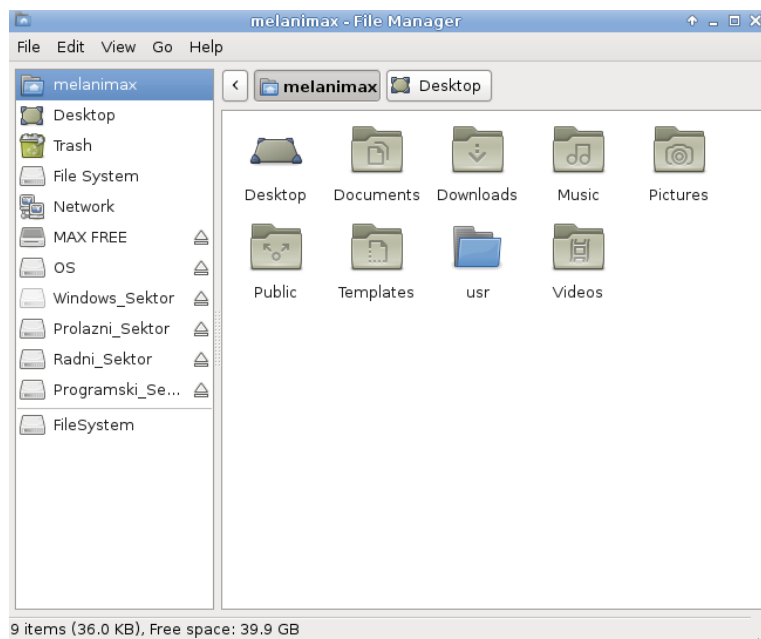 melanimax - File Manager
File Edit View Go Help
melanimax
Desktop
Trash
File System
Network
MAX FREE
OS
Windows_Sektor
Prolazni_Sektor
Radni_Sektor
Programski_Se...
FileSystem
melanimax Desktop
Desktop Documents Downloads Music Pictures
Public Templates usr Videos
9 items (36.0 KB), Free space: 39.9 GB